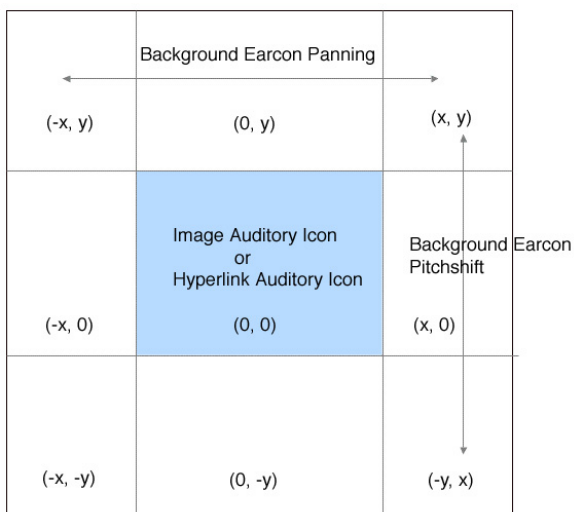 Background Earcon Panning
(-x, y)
(0, y)
(x, y)
Image Auditory Icon
or
Hyperlink Auditory Icon
Background Earcon
Pitchshift
(-x, 0)
(0, 0)
(x, 0)
(-x, -y)
(0, -y)
(-y, x)